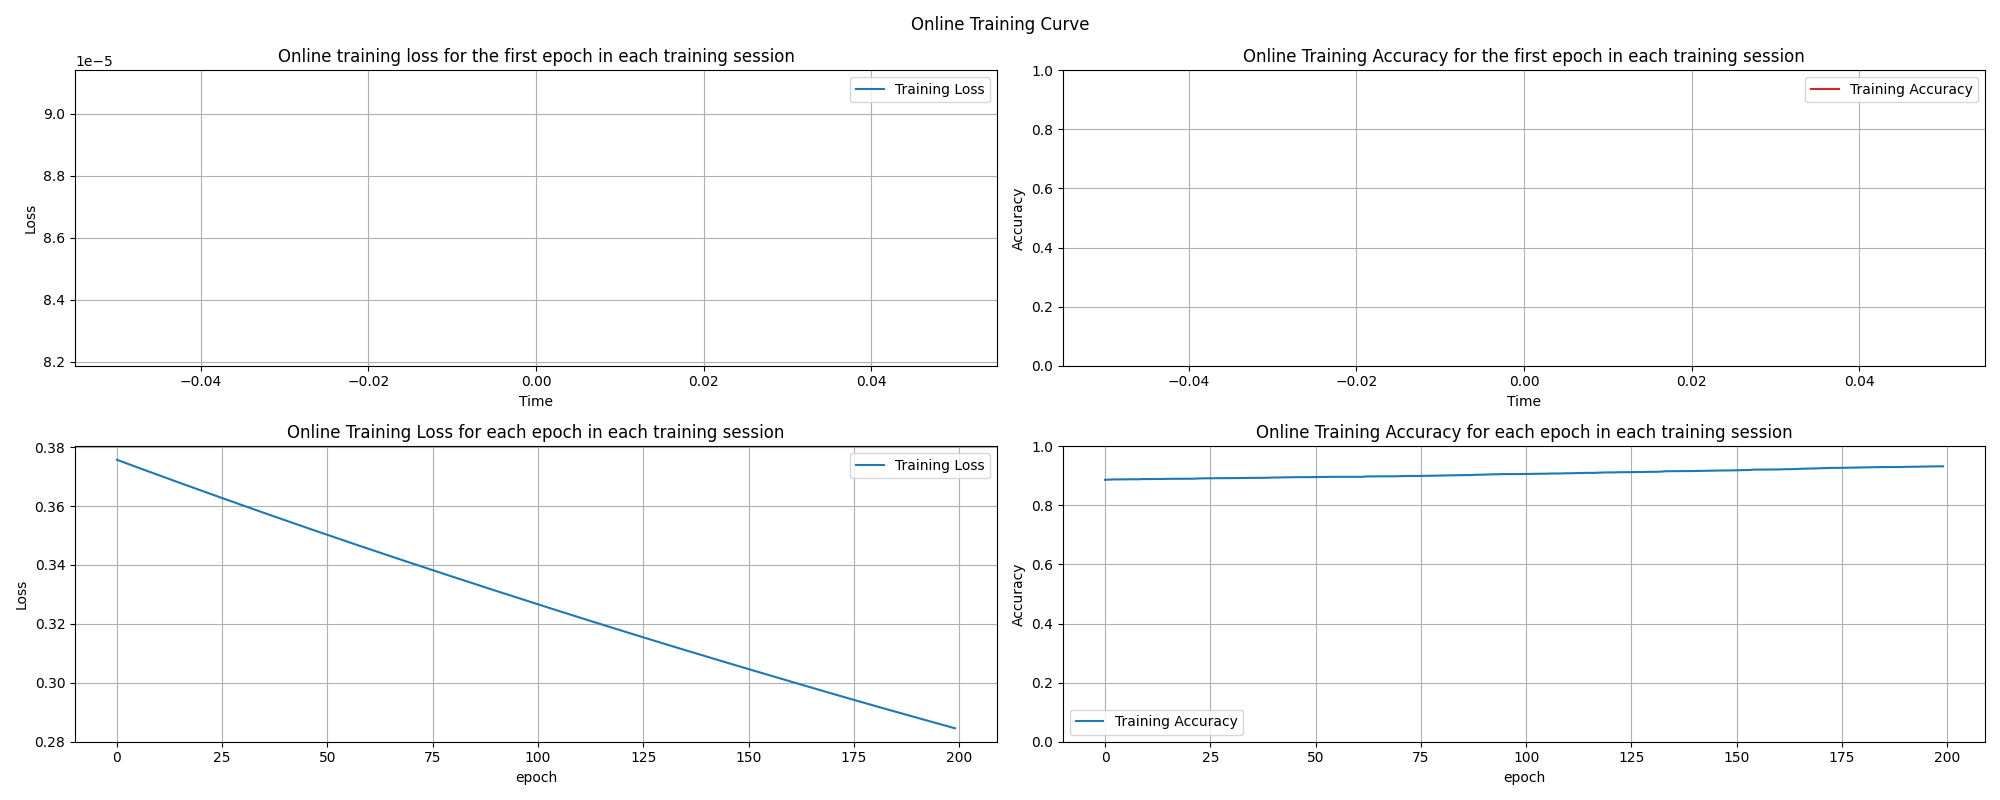 Online Training Curve
Online training loss for the first epoch in each training session
1e−5
Training Loss
9.0
8.8
8.6
8.4
8.2
Loss
−0.04 −0.02 0.00 0.02 0.04
Time
Online Training Accuracy for the first epoch in each training session
Training Accuracy
1.0
0.8
0.6
0.4
0.2
0.0
Accuracy
−0.04 −0.02 0.00 0.02 0.04
Time
Online Training Loss for each epoch in each training session
Training Loss
0.38
0.36
0.34
0.32
0.30
0.28
Loss
0 25 50 75 100 125 150 175 200
epoch
Online Training Accuracy for each epoch in each training session
1.0
0.8
0.6
0.4
0.2
0.0
Accuracy
Training Accuracy
0 25 50 75 100 125 150 175 200
epoch